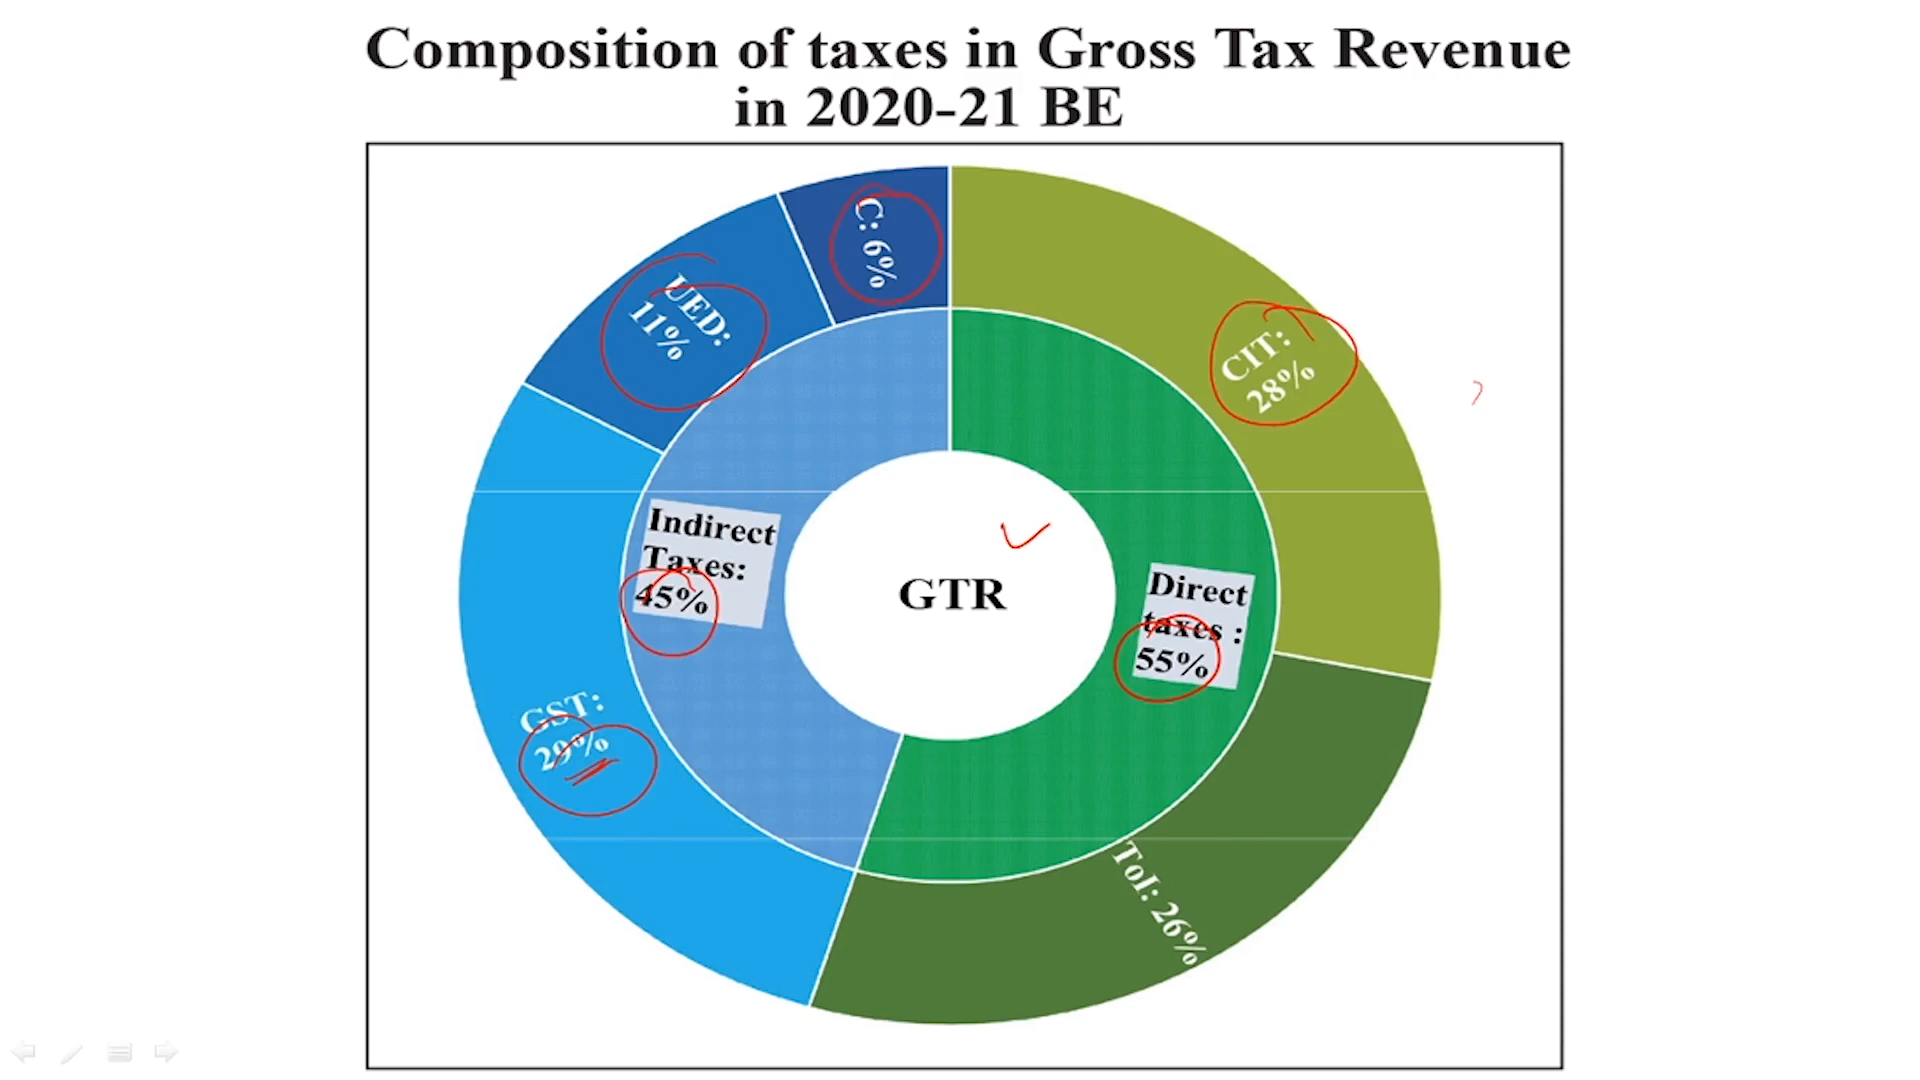 Composition of taxes in Gross Tax Revenue
in 2020-21 BE
C: 6%
UED:
11%
CIT:
28%
Indirect
Taxes:
45%
GTR
Direct
taxes :
55%
GST:
29%
ToI: 26%